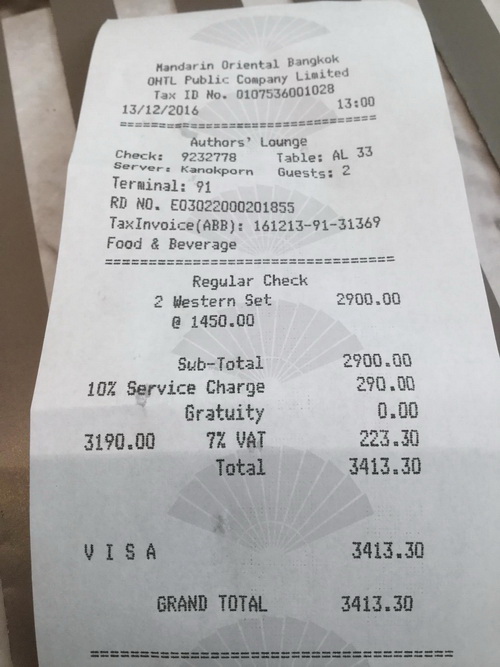 Mandarin Oriental Bangkok
OHTL Public Company Limited
Tax ID No. 0107536001028
13/12/2016 13:00
================================
Authors' Lounge
Check: 9232778 Table: AL 33
Server: Kanokporn Guests: 2
Terminal: 91
RD NO. E03022000201855
TaxInvoice(ABB): 161213-91-31369
Food & Beverage
================================
Regular Check
2 Western Set 2900.00
@ 1450.00
Sub-Total 2900.00
10% Service Charge 290.00
Gratuity 0.00
3190.00 7% VAT 223.30
Total 3413.30
V I S A 3413.30
GRAND TOTAL 3413.30
================================